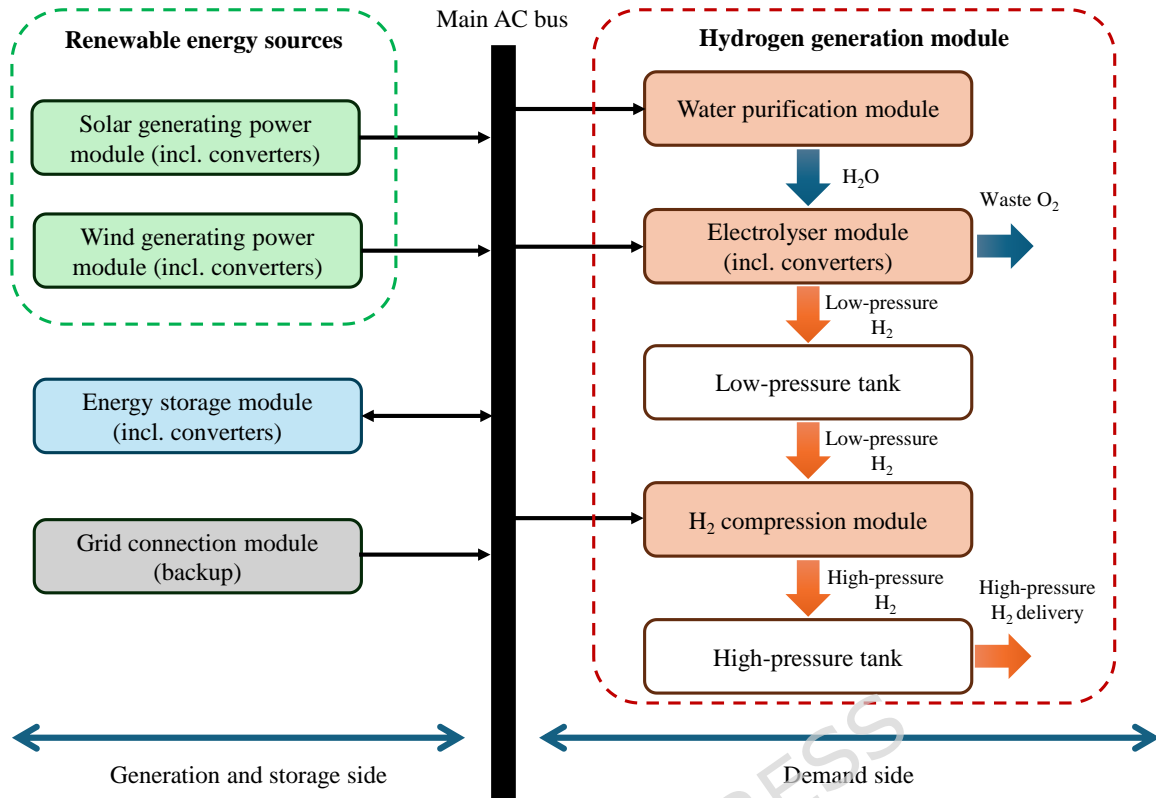 Main AC bus
Renewable energy sources
Solar generating power
module (incl. converters)
Wind generating power
module (incl. converters)
Energy storage module
(incl. converters)
Grid connection module
(backup)
Generation and storage side
Hydrogen generation module
Water purification module
H₂O
Electrolyser module
(incl. converters)
Waste O₂
Low-pressure
H₂
Low-pressure tank
Low-pressure
H₂
H₂ compression module
High-pressure
H₂
High-pressure tank
High-pressure
H₂ delivery
Demand side